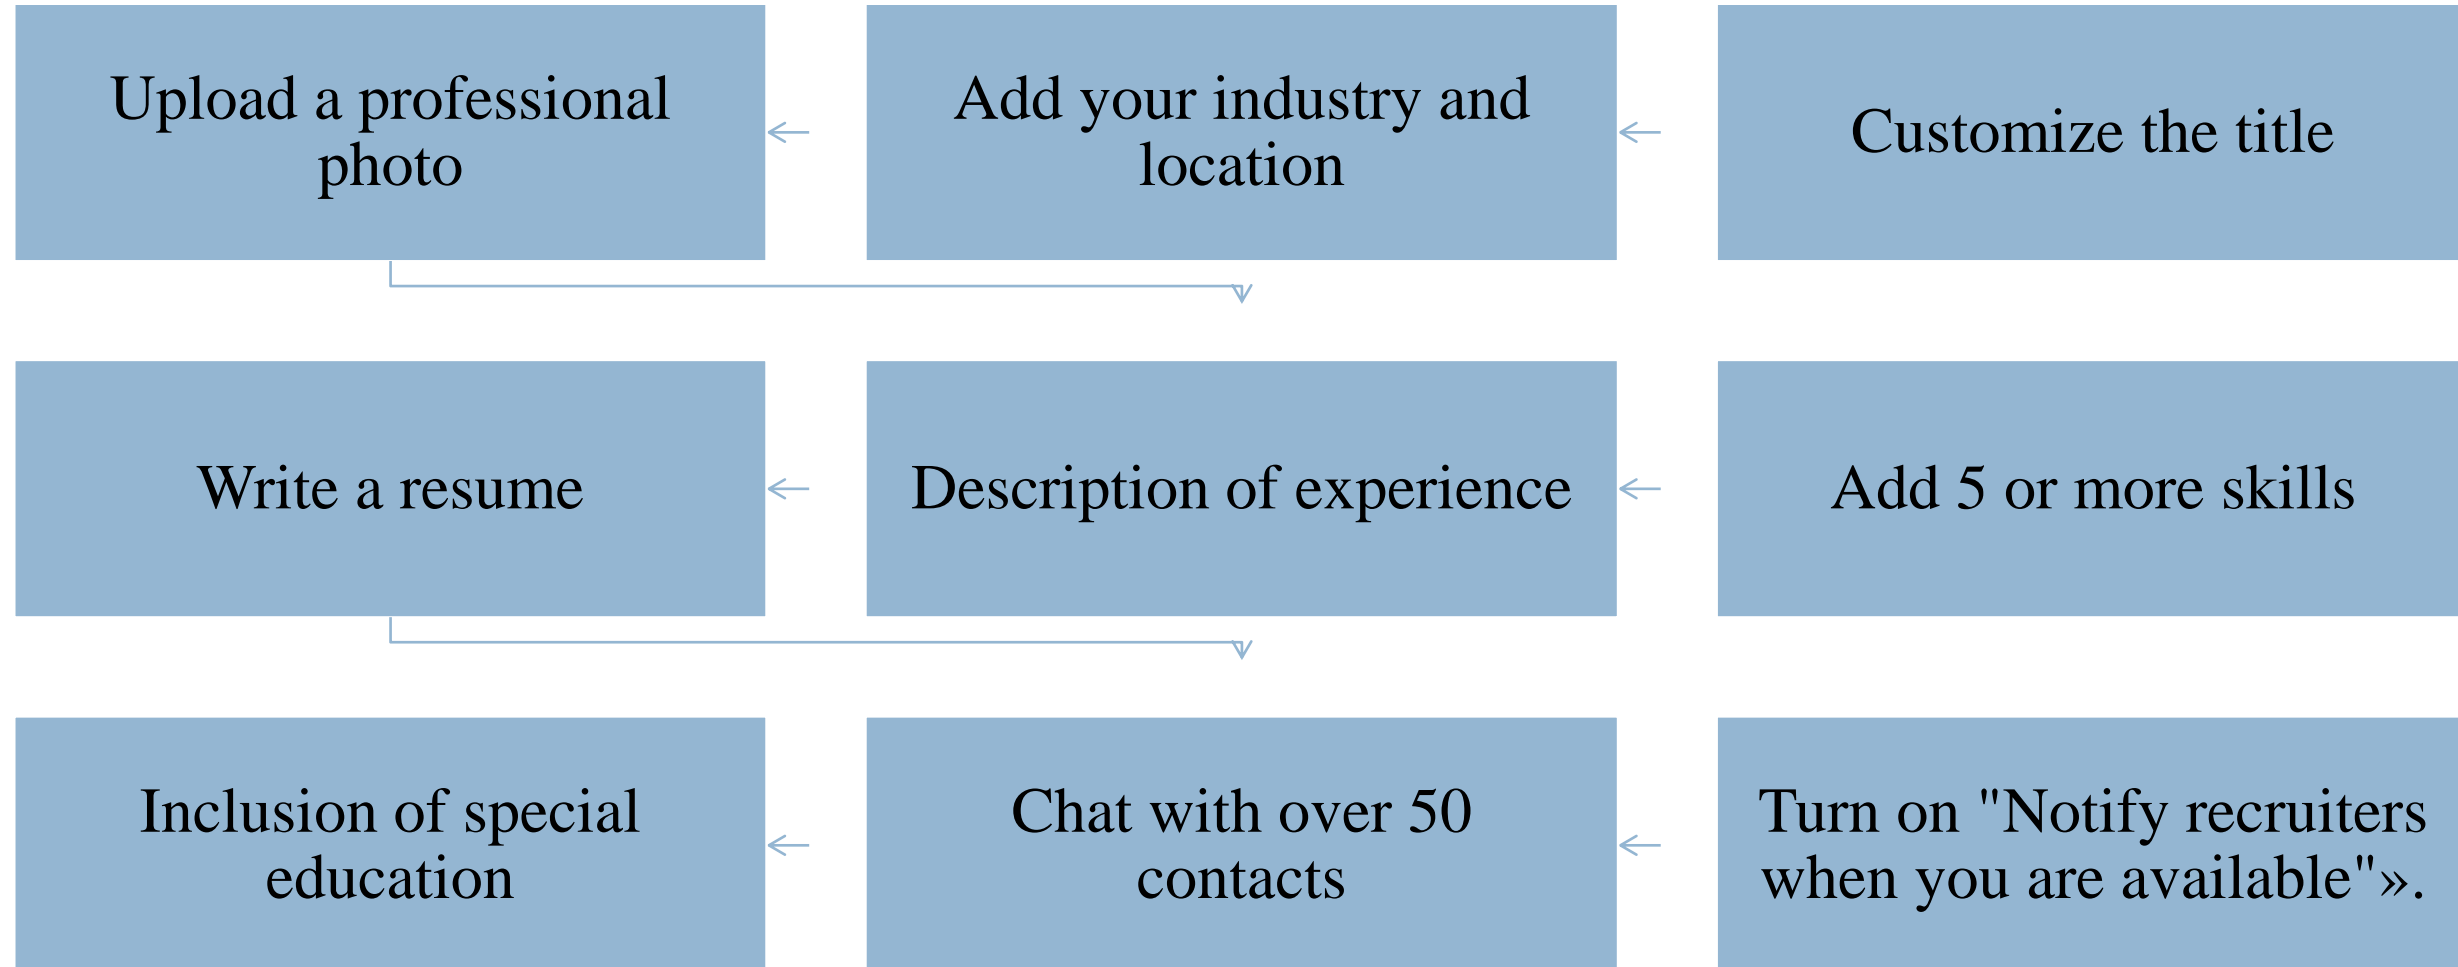 Upload a professional
photo
Add your industry and
location
Customize the title
Write a resume
Description of experience
Add 5 or more skills
Inclusion of special
education
Chat with over 50
contacts
Turn on "Notify recruiters
when you are available"».